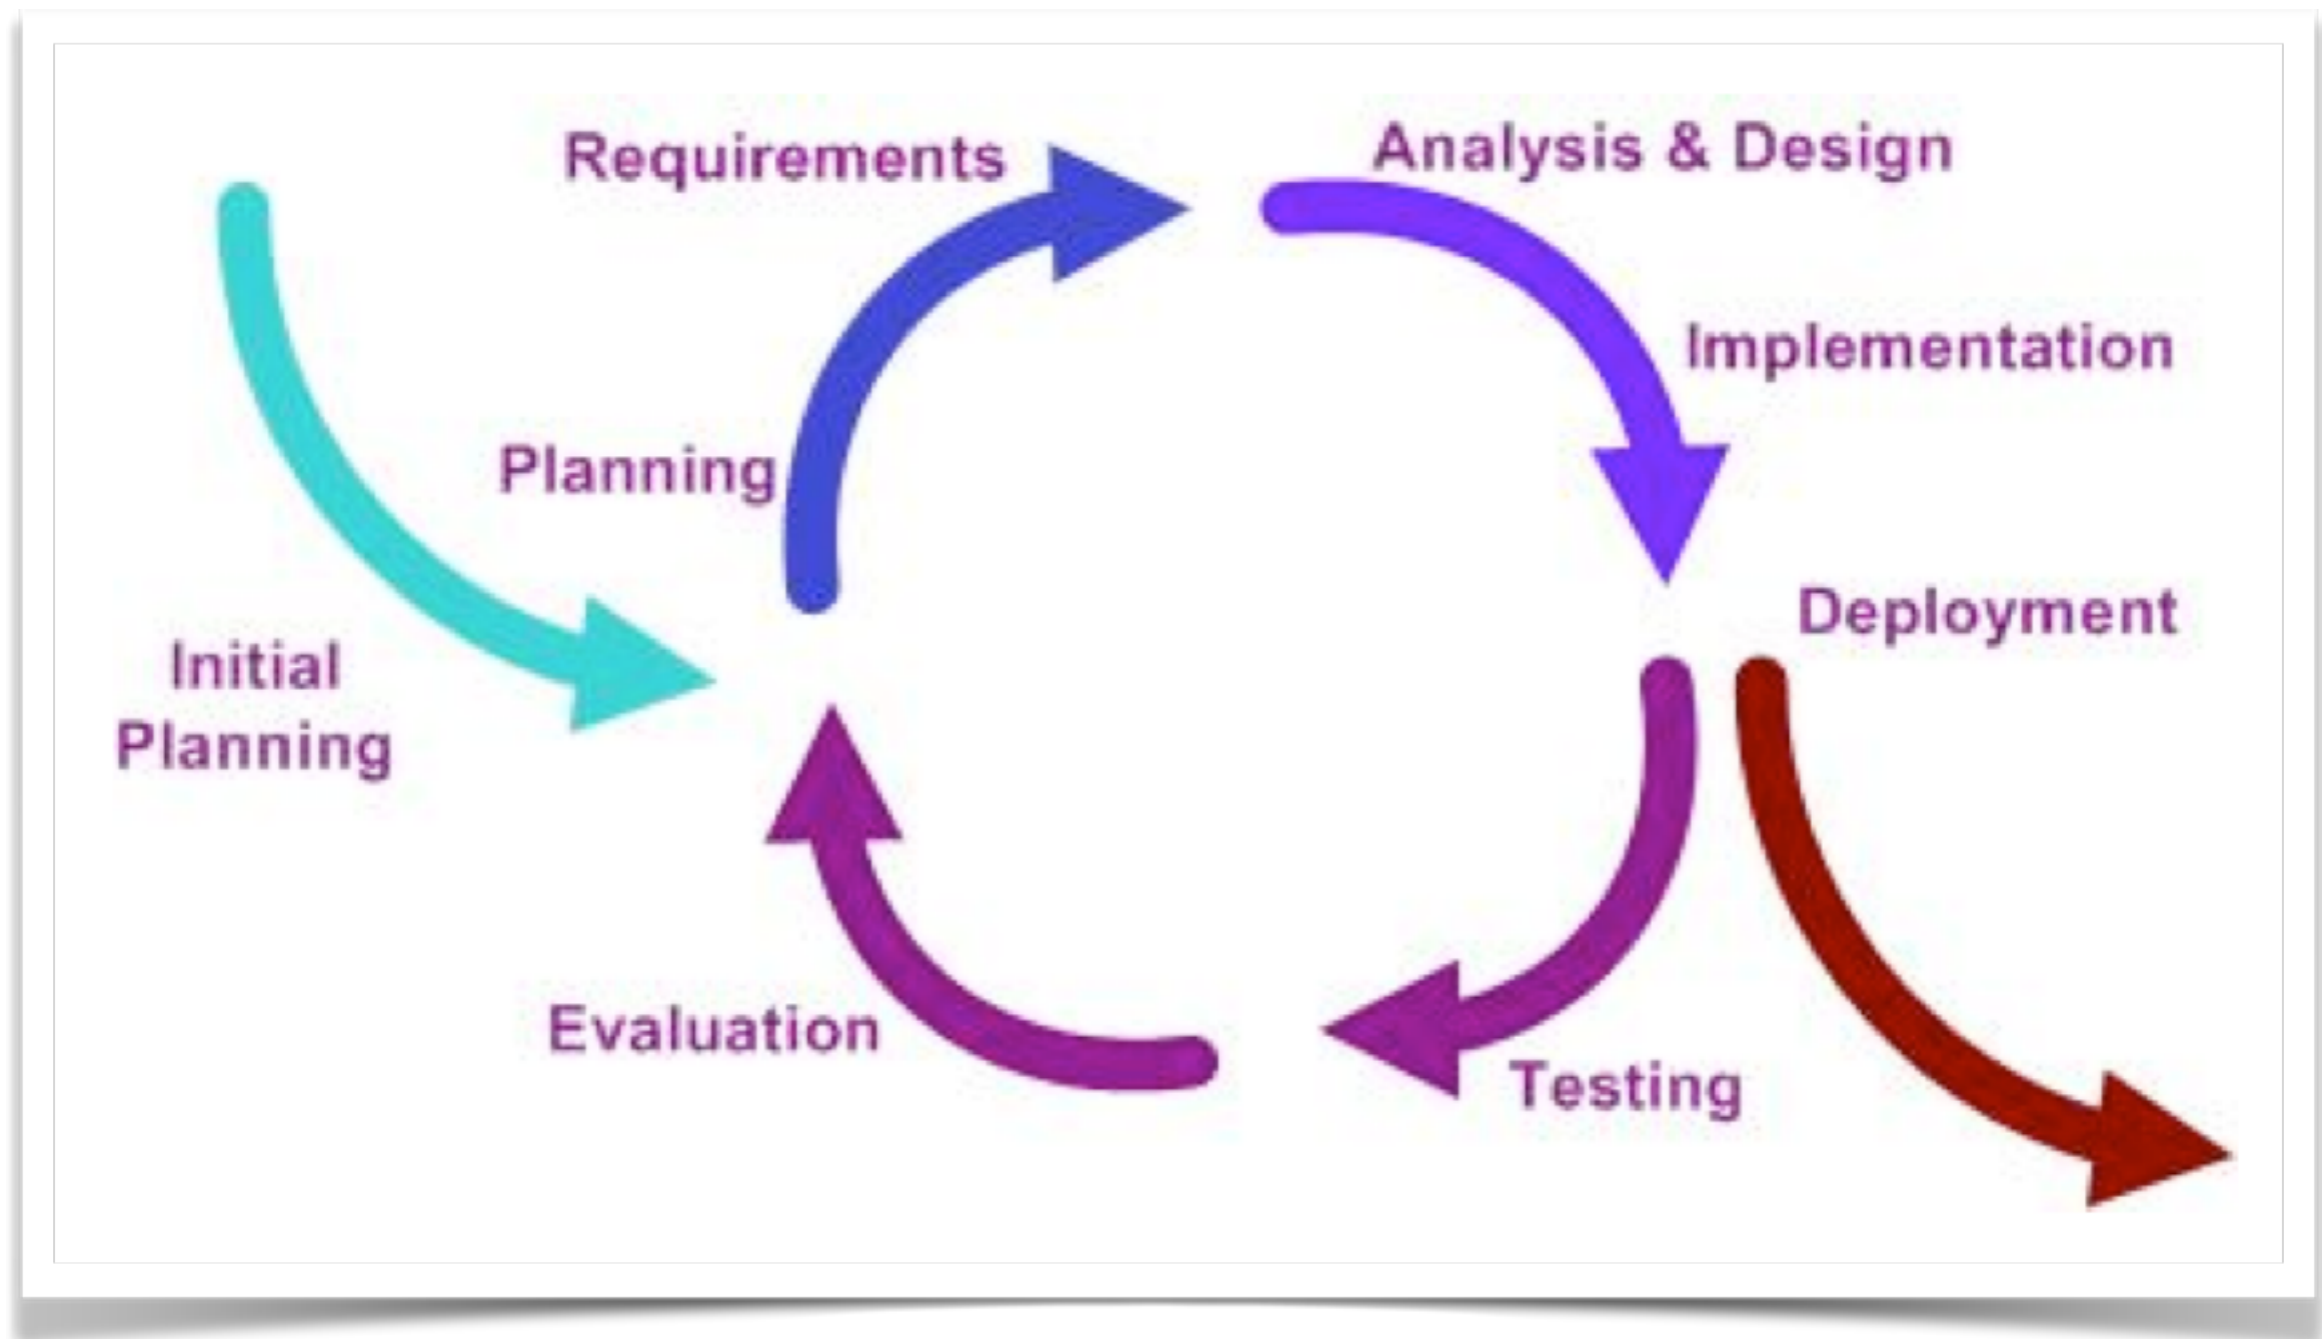 Requirements
Analysis & Design
Implementation
Planning
Deployment
Initial
Planning
Evaluation
Testing